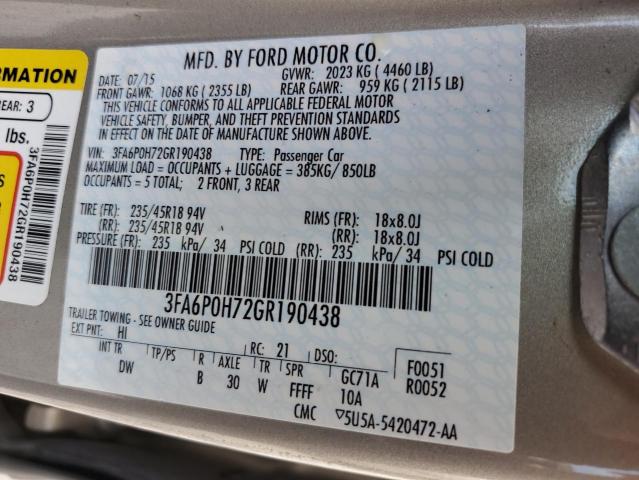 MFD. BY FORD MOTOR CO.
DATE: 07/15 GVWR: 2023 KG ( 4460 LB)
FRONT GAWR: 1068 KG ( 2355 LB) REAR GAWR: 959 KG ( 2115 LB)
THIS VEHICLE CONFORMS TO ALL APPLICABLE FEDERAL MOTOR
VEHICLE SAFETY, BUMPER, AND THEFT PREVENTION STANDARDS
IN EFFECT ON THE DATE OF MANUFACTURE SHOWN ABOVE.
VIN: 3FA6P0H72GR190438 TYPE: Passenger Car
MAXIMUM LOAD = OCCUPANTS + LUGGAGE = 385KG/ 850LB
OCCUPANTS = 5 TOTAL; 2 FRONT, 3 REAR
TIRE (FR): 235/45R18 94V RIMS (FR): 18x8.0J
(RR): 235/45R18 94V (RR): 18x8.0J
PRESSURE (FR): 235 kPa/ 34 PSI COLD (RR): 235 kPa/ 34 PSI COLD
3FA6P0H72GR190438
TRAILER TOWING - SEE OWNER GUIDE
EXT PNT: HI RC: 21 DSO: F0051
INT TR TP/PS R AXLE TR SPR GC71A R0052
DW B 30 W FFFF 10A
CMC ▽5U5A-5420472-AA
ORMATION
REAR: 3
lbs.
3FA6P0H72GR190438